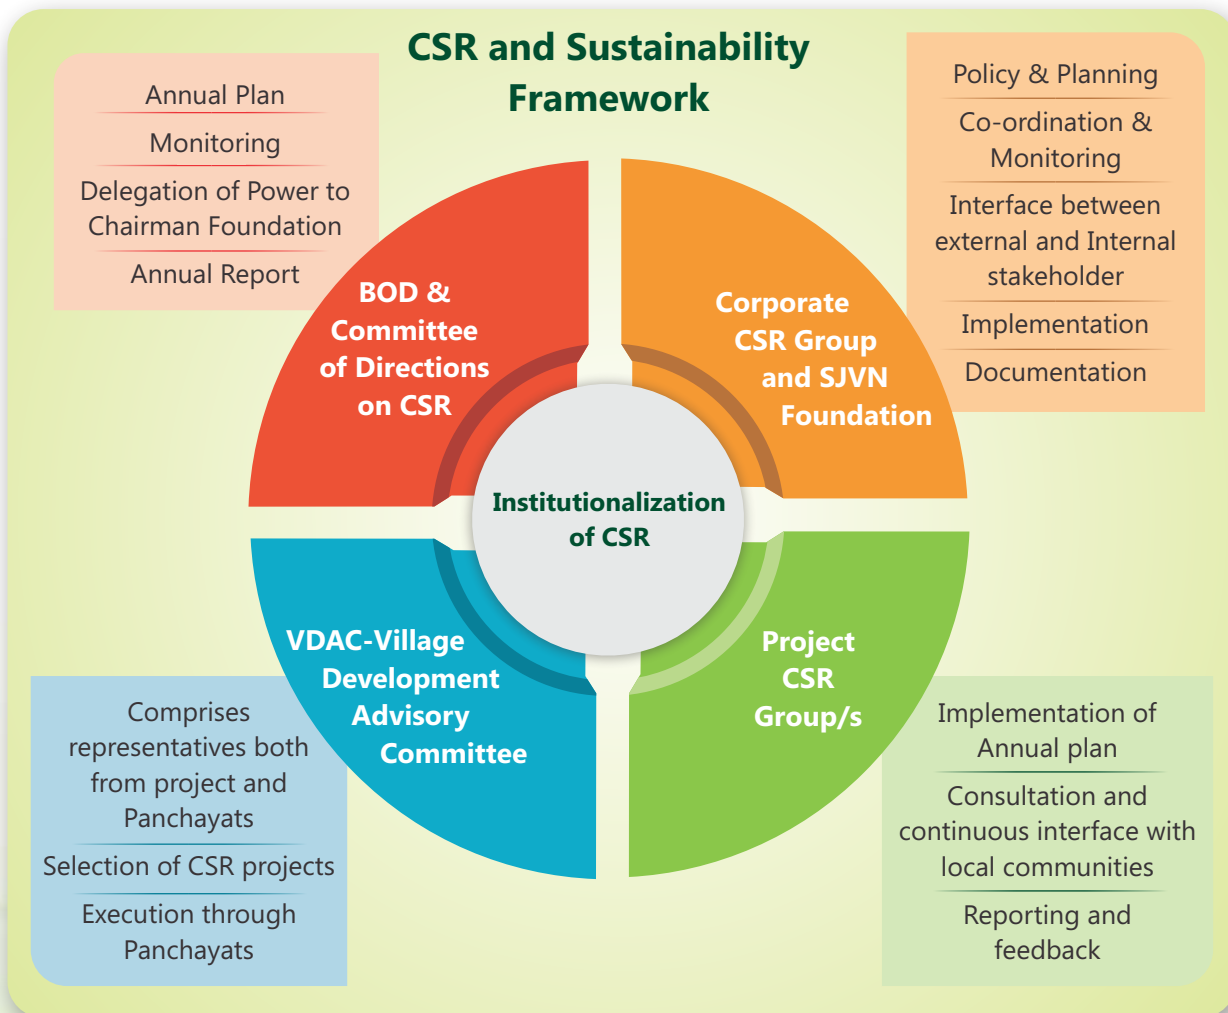 CSR and Sustainability
Framework
Annual Plan
Monitoring
Delegation of Power to
Chairman Foundation
Annual Report
BOD &
Committee
of Directions
on CSR
Policy & Planning
Co-ordination &
Monitoring
Interface between
external and Internal
stakeholder
Implementation
Documentation
Corporate
CSR Group
and SJVN
Foundation
Institutionalization
of CSR
VDAC-Village
Development
Advisory
Committee
Comprises
representatives both
from project and
Panchayats
Selection of CSR projects
Execution through
Panchayats
Project
CSR
Group/s
Implementation of
Annual plan
Consultation and
continuous interface with
local communities
Reporting and
feedback